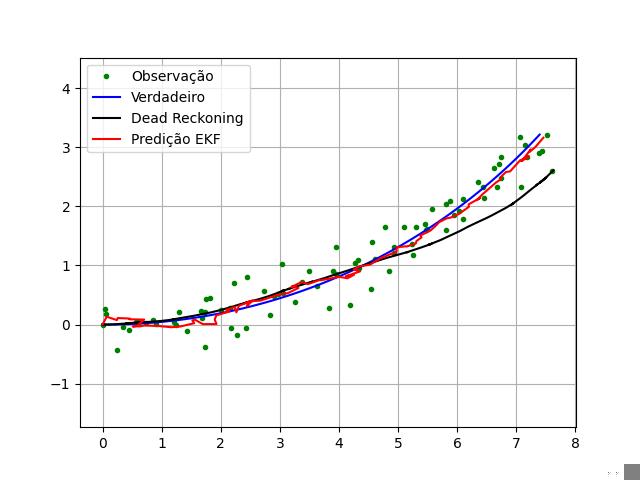 Observação
Verdadeiro
Dead Reckoning
Predição EKF
4
3
2
1
0
−1
0 1 2 3 4 5 6 7 8